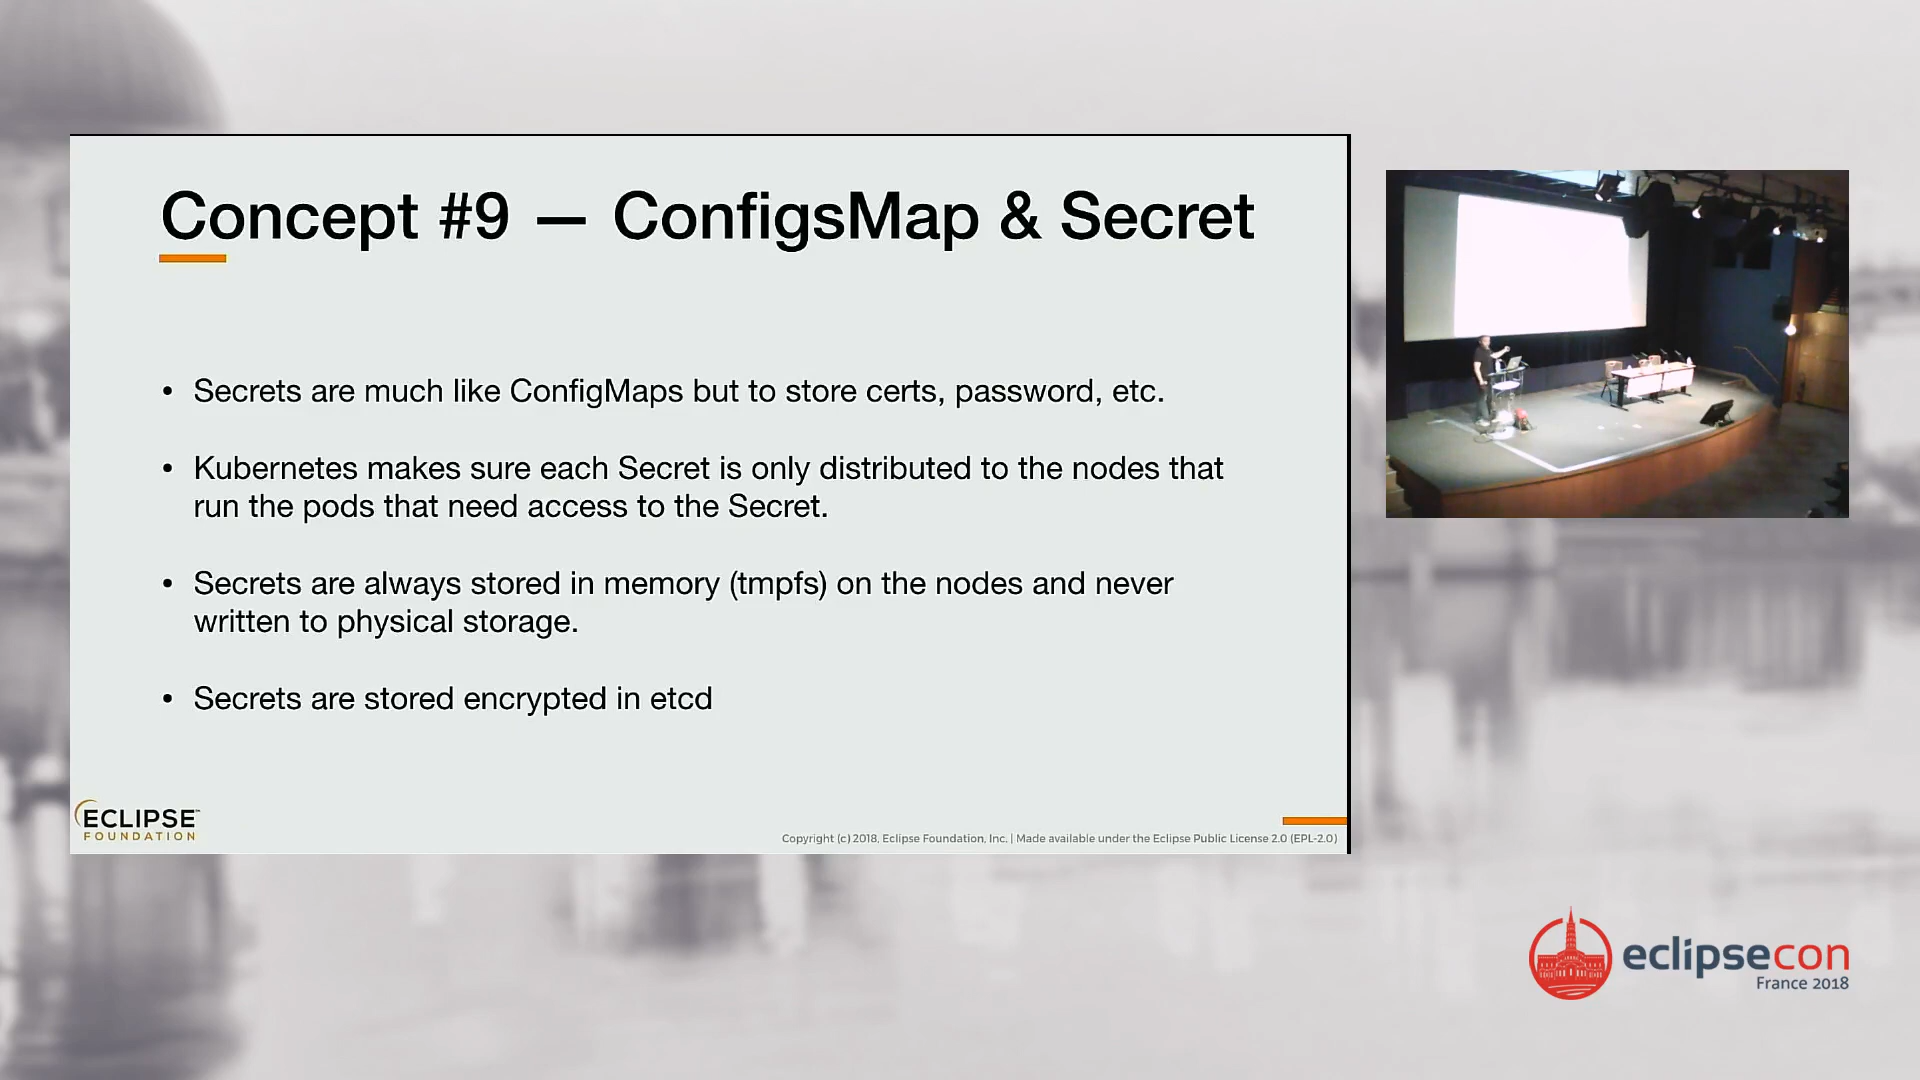 Concept #9 — ConfigsMap & Secret
• Secrets are much like ConfigMaps but to store certs, password, etc.
• Kubernetes makes sure each Secret is only distributed to the nodes that
run the pods that need access to the Secret.
• Secrets are always stored in memory (tmpfs) on the nodes and never
written to physical storage.
• Secrets are stored encrypted in etcd
ECLIPSE™
FOUNDATION
Copyright (c) 2018, Eclipse Foundation, Inc. | Made available under the Eclipse Public License 2.0 (EPL-2.0)
eclipsecon
France 2018